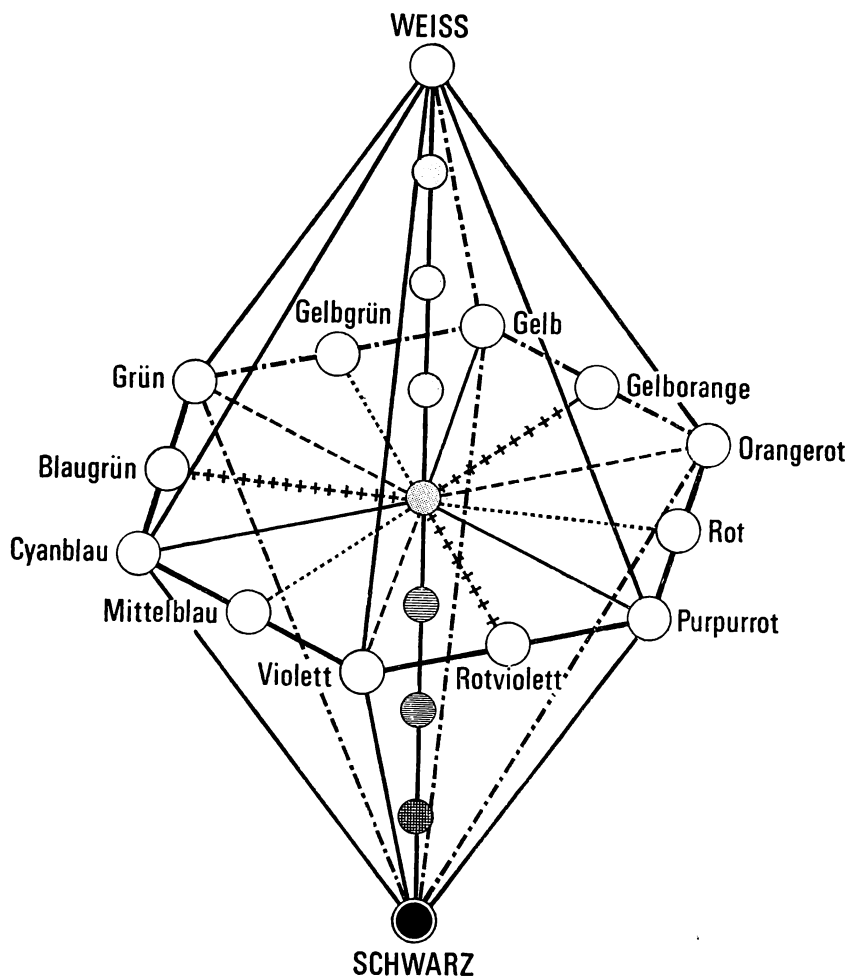 WEISS
Gelbgrün
Gelb
Grün
Gelborange
Orangerot
Blaugrün
Rot
Cyanblau
Mittelblau
Purpurrot
Violett
Rotviolett
SCHWARZ